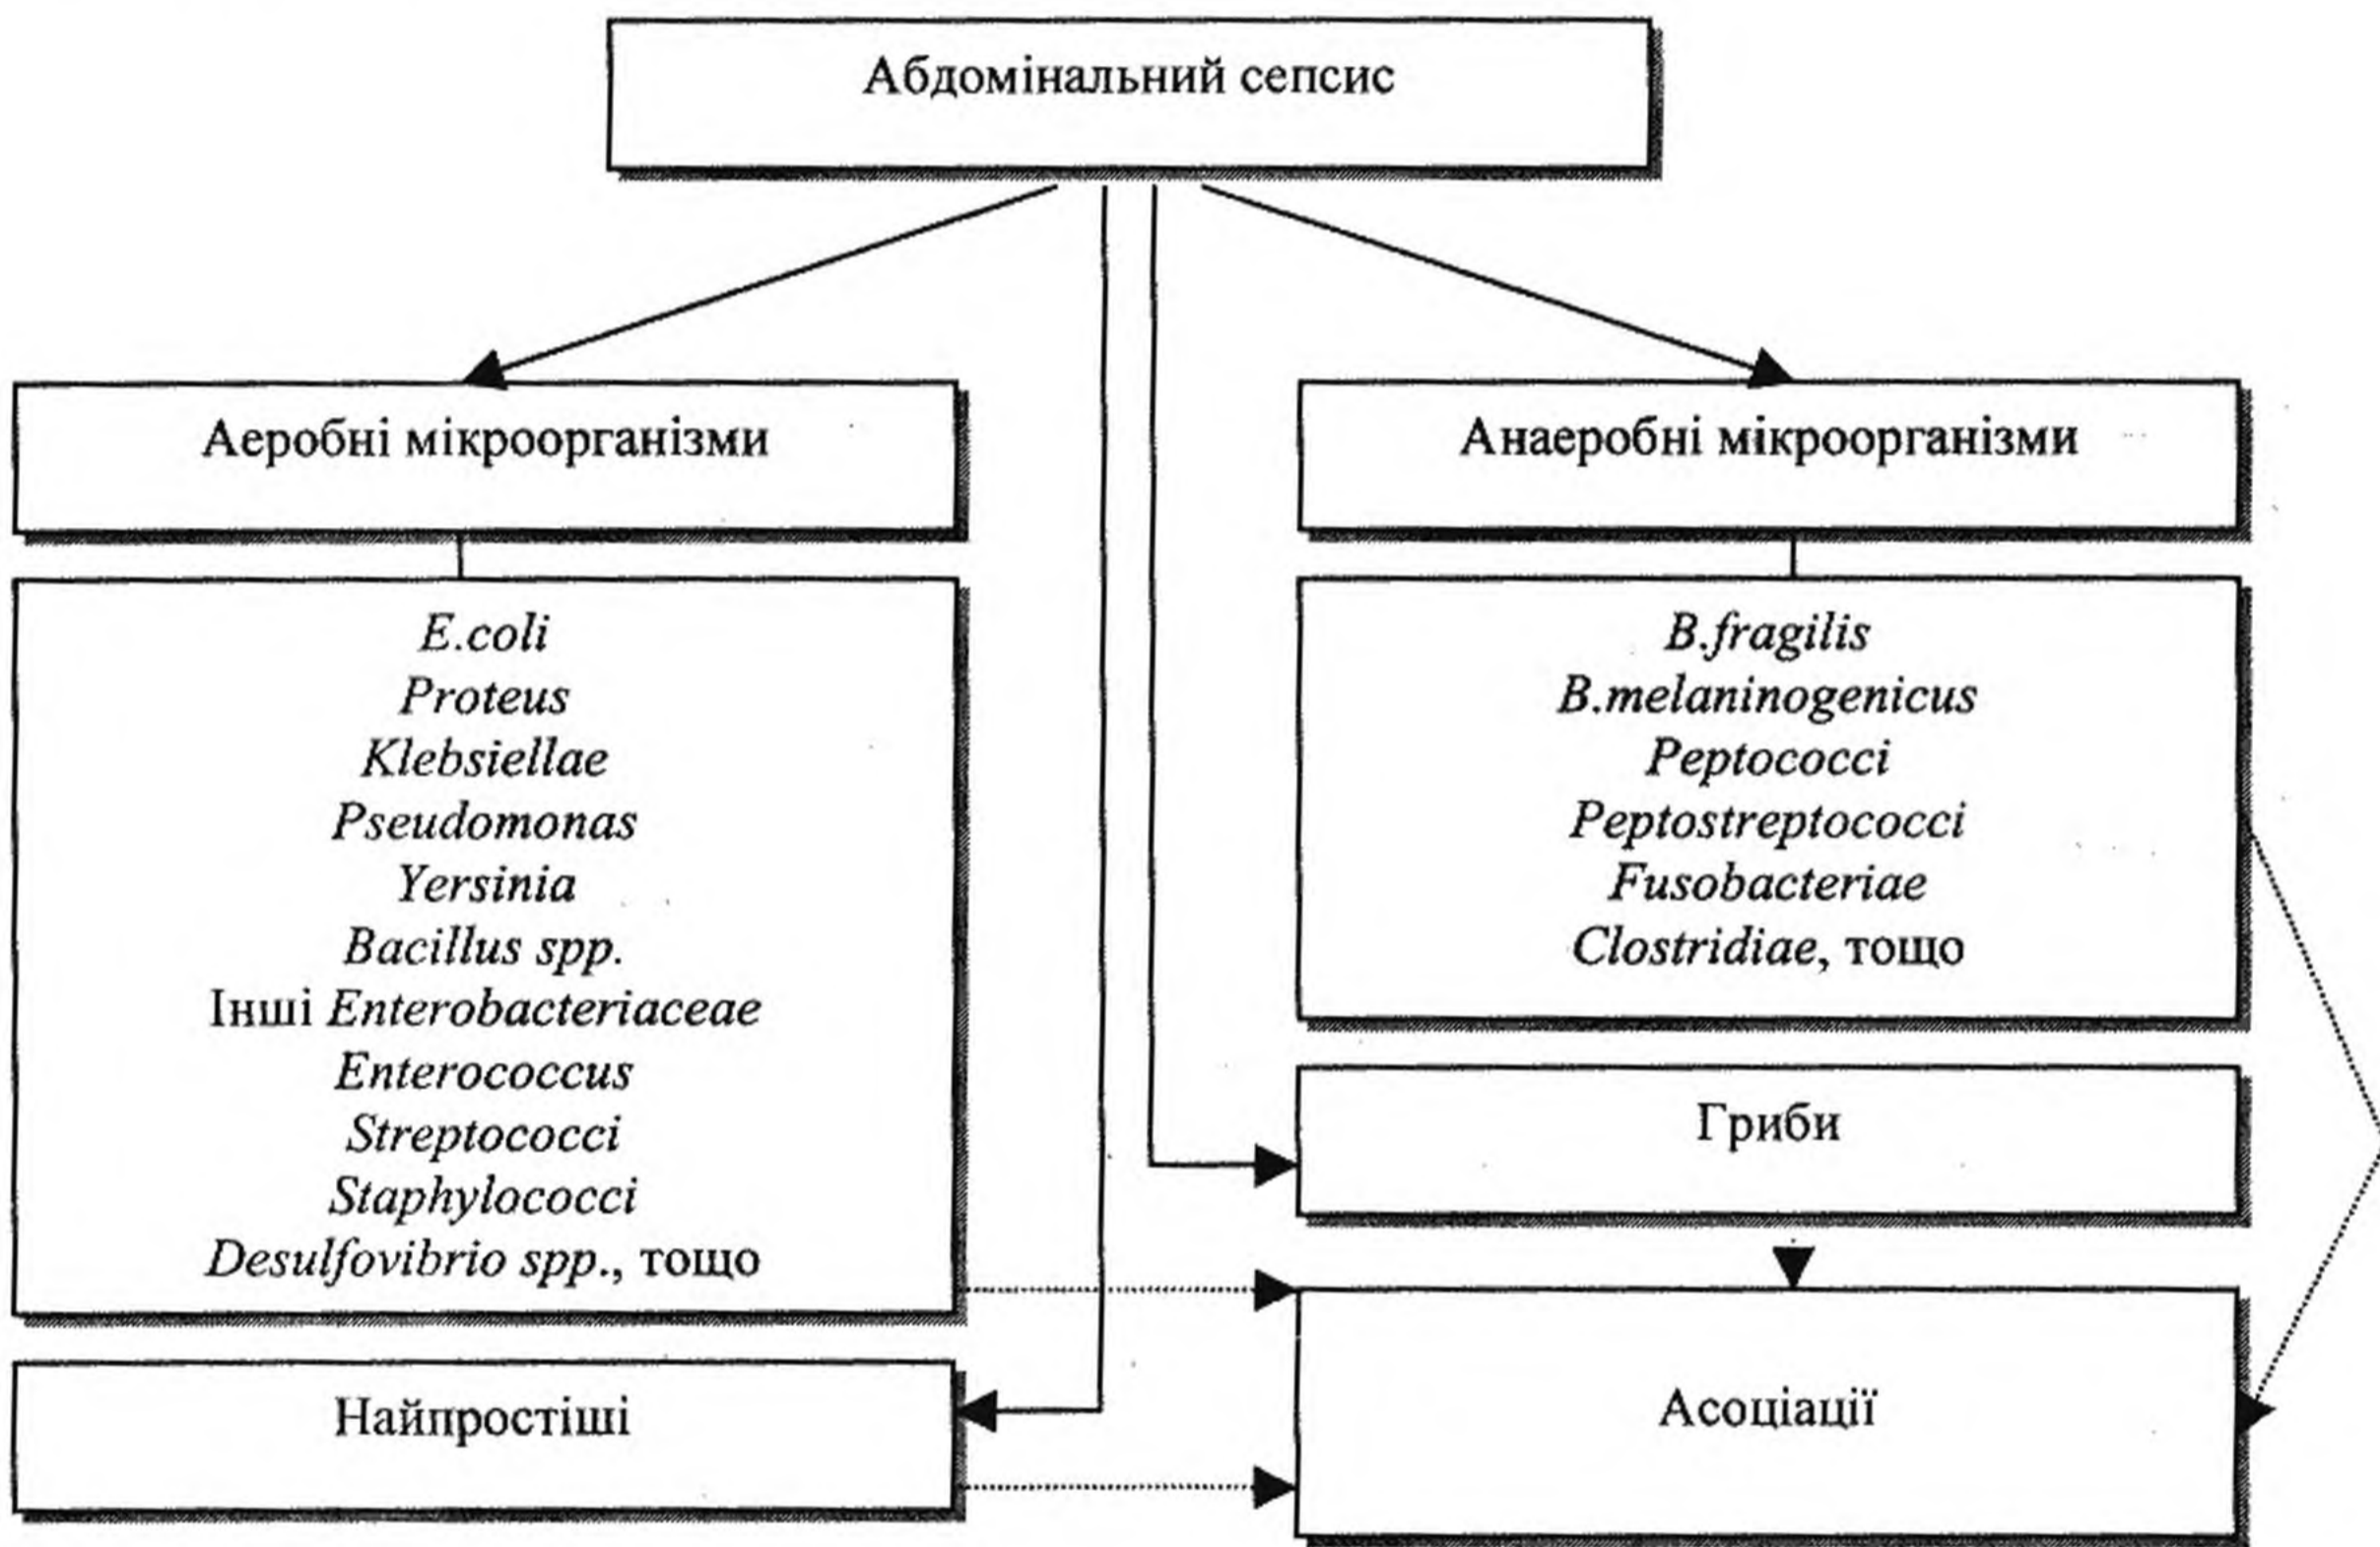 Абдомінальний сепсис
Аеробні мікроорганізми
Анаеробні мікроорганізми
E.coli
Proteus
Klebsiellae
Pseudomonas
Yersinia
Bacillus spp.
Інші Enterobacteriaceae
Enterococcus
Streptococci
Staphylococci
Desulfovibrio spp., тощо
B.fragilis
B.melaninogenicus
Peptococci
Peptostreptococci
Fusobacteriae
Clostridiae, тощо
Гриби
Найпростіші
Асоціації